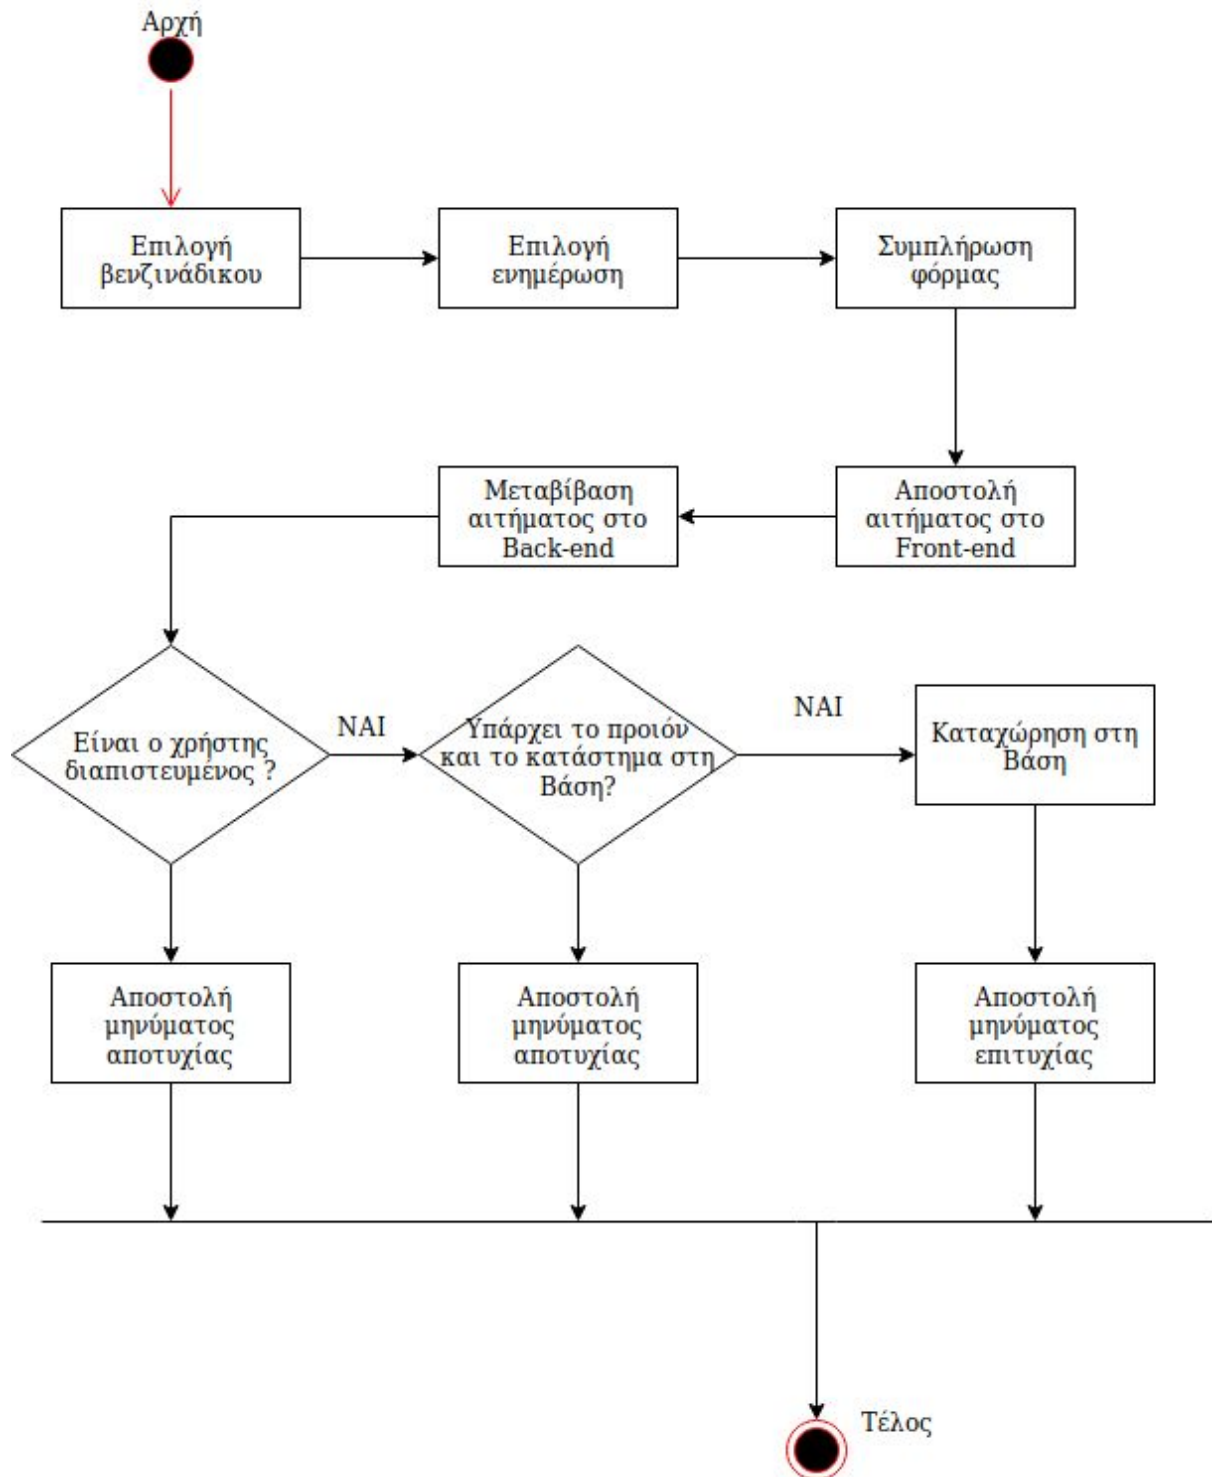 Αρχή
Επιλογή
βενζινάδικου
Επιλογή
ενημέρωση
Συμπλήρωση
φόρμας
Αποστολή
αιτήματος στο
Front-end
Μεταβίβαση
αιτήματος στο
Back-end
Είναι ο χρήστης
διαπιστευμένος ?
ΝΑΙ
Υπάρχει το προιόν
και το κατάστημα στη
Βάση?
ΝΑΙ
Καταχώρηση στη
Βάση
Αποστολή
μηνύματος
αποτυχίας
Αποστολή
μηνύματος
αποτυχίας
Αποστολή
μηνύματος
επιτυχίας
Τέλος